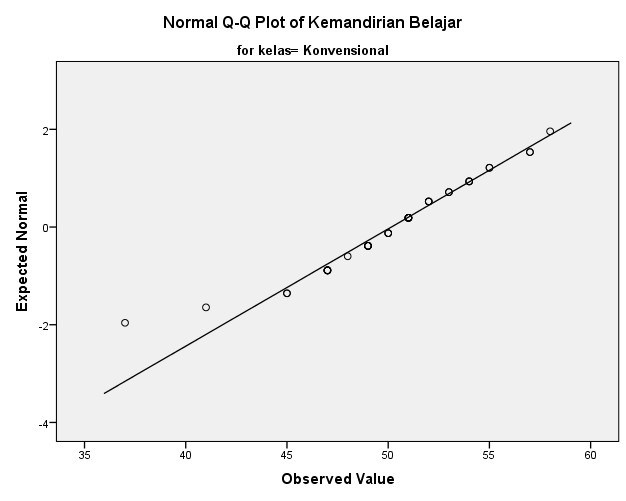 Normal Q-Q Plot of Kemandirian Belajar
for kelas= Konvensional
Expected Normal
2
0
-2
-4
35 40 45 50 55 60
Observed Value